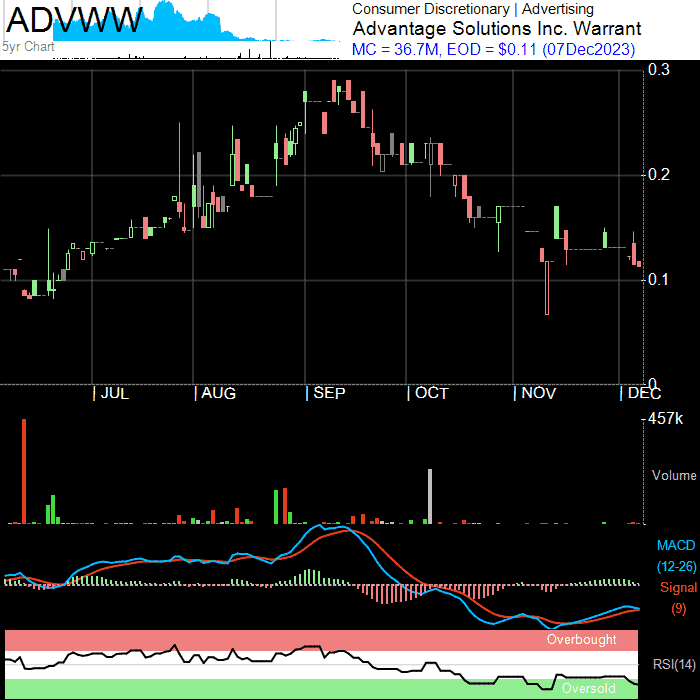 ADVWW
5yr Chart
Consumer Discretionary | Advertising
Advantage Solutions Inc. Warrant
MC = 36.7M, EOD = $0.11 (07Dec2023)
0.3
0.2
0.1
0
| JUL | AUG | SEP | OCT | NOV | DEC
457k
Volume
MACD
(12-26)
Signal
(9)
Overbought
RSI(14)
Oversold